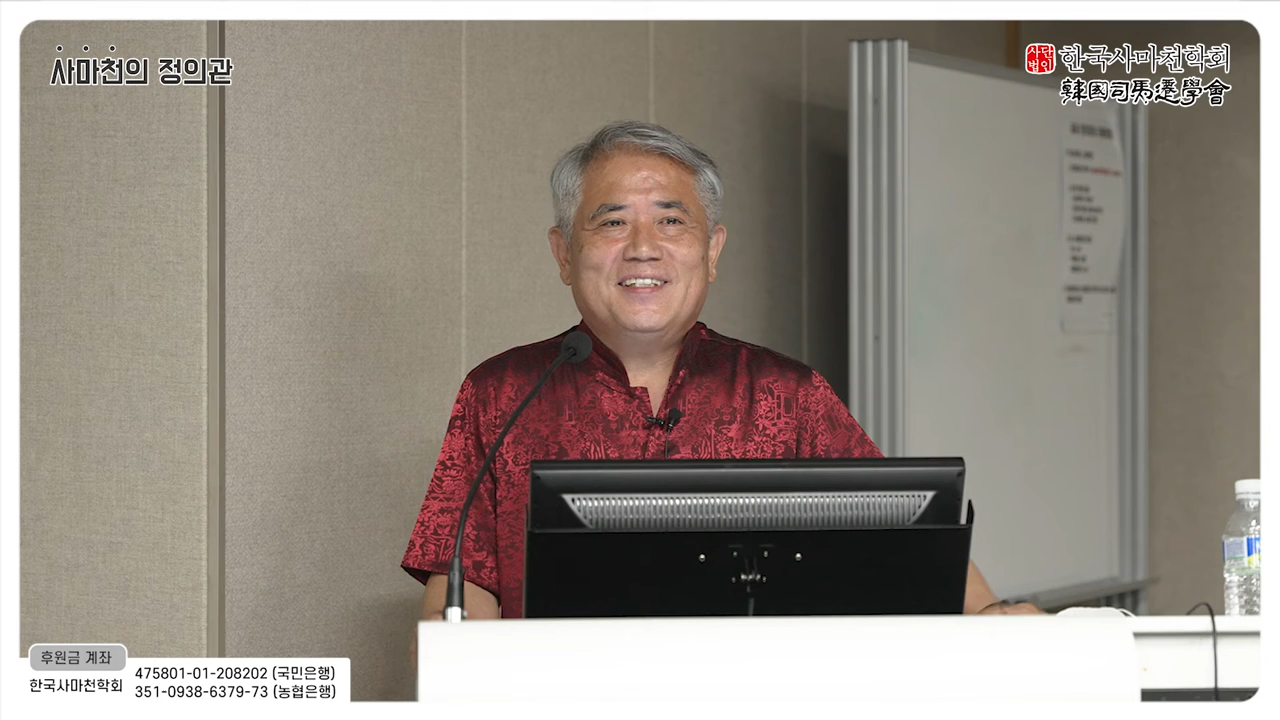 사마천의 정의관
사단법인 한국사마천학회
韓国司馬遷學會
후원금 계좌
한국사마천학회
475801-01-208202 (국민은행)
351-0938-6379-73 (농협은행)